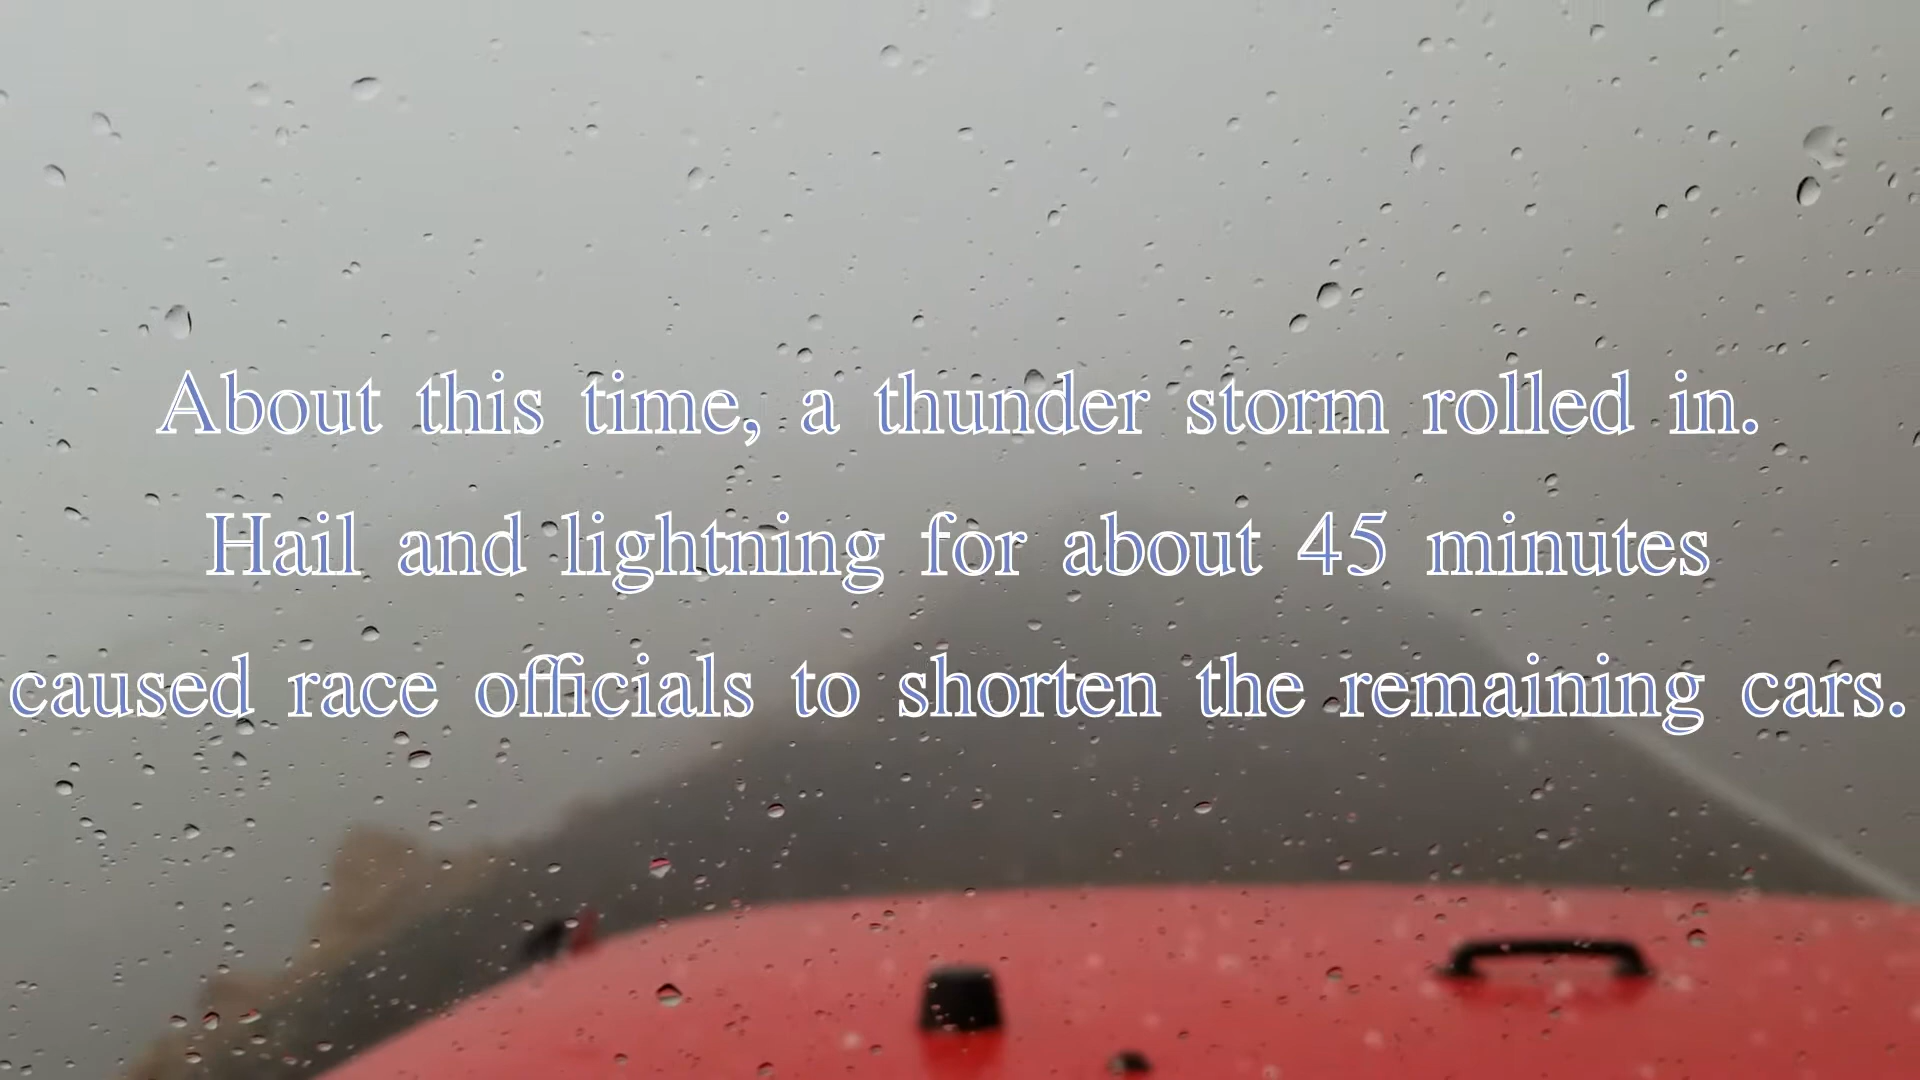 About this time, a thunder storm rolled in.
Hail and lightning for about 45 minutes
caused race officials to shorten the remaining cars.